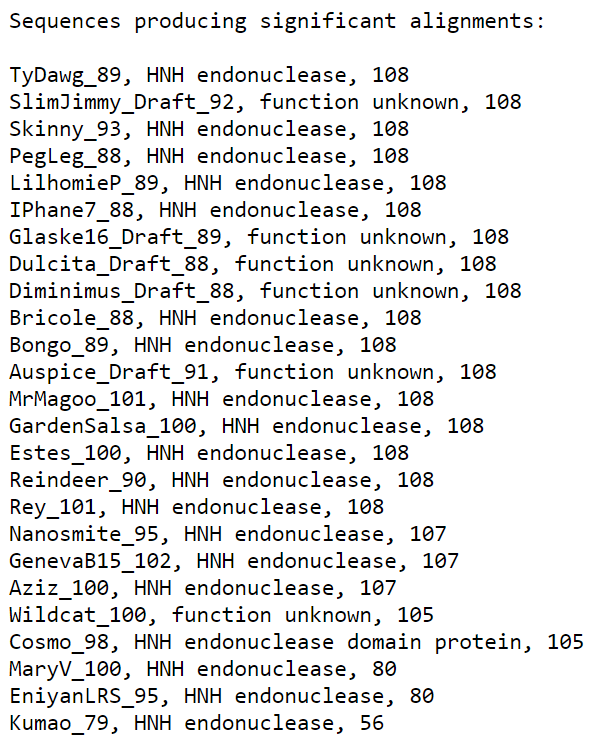 Sequences producing significant alignments:
TyDawg_89, HNH endonuclease, 108
SlimJimmy_Draft_92, function unknown, 108
Skinny_93, HNH endonuclease, 108
PegLeg_88, HNH endonuclease, 108
LilhomieP_89, HNH endonuclease, 108
IPhane7_88, HNH endonuclease, 108
Glaske16_Draft_89, function unknown, 108
Dulcita_Draft_88, function unknown, 108
Diminimus_Draft_88, function unknown, 108
Bricole_88, HNH endonuclease, 108
Bongo_89, HNH endonuclease, 108
Auspice_Draft_91, function unknown, 108
MrMagoo_101, HNH endonuclease, 108
GardenSalsa_100, HNH endonuclease, 108
Estes_100, HNH endonuclease, 108
Reindeer_90, HNH endonuclease, 108
Rey_101, HNH endonuclease, 108
Nanosmite_95, HNH endonuclease, 107
GenevaB15_102, HNH endonuclease, 107
Aziz_100, HNH endonuclease, 107
Wildcat_100, function unknown, 105
Cosmo_98, HNH endonuclease domain protein, 105
MaryV_100, HNH endonuclease, 80
EniyanLRS_95, HNH endonuclease, 80
Kumao_79, HNH endonuclease, 56